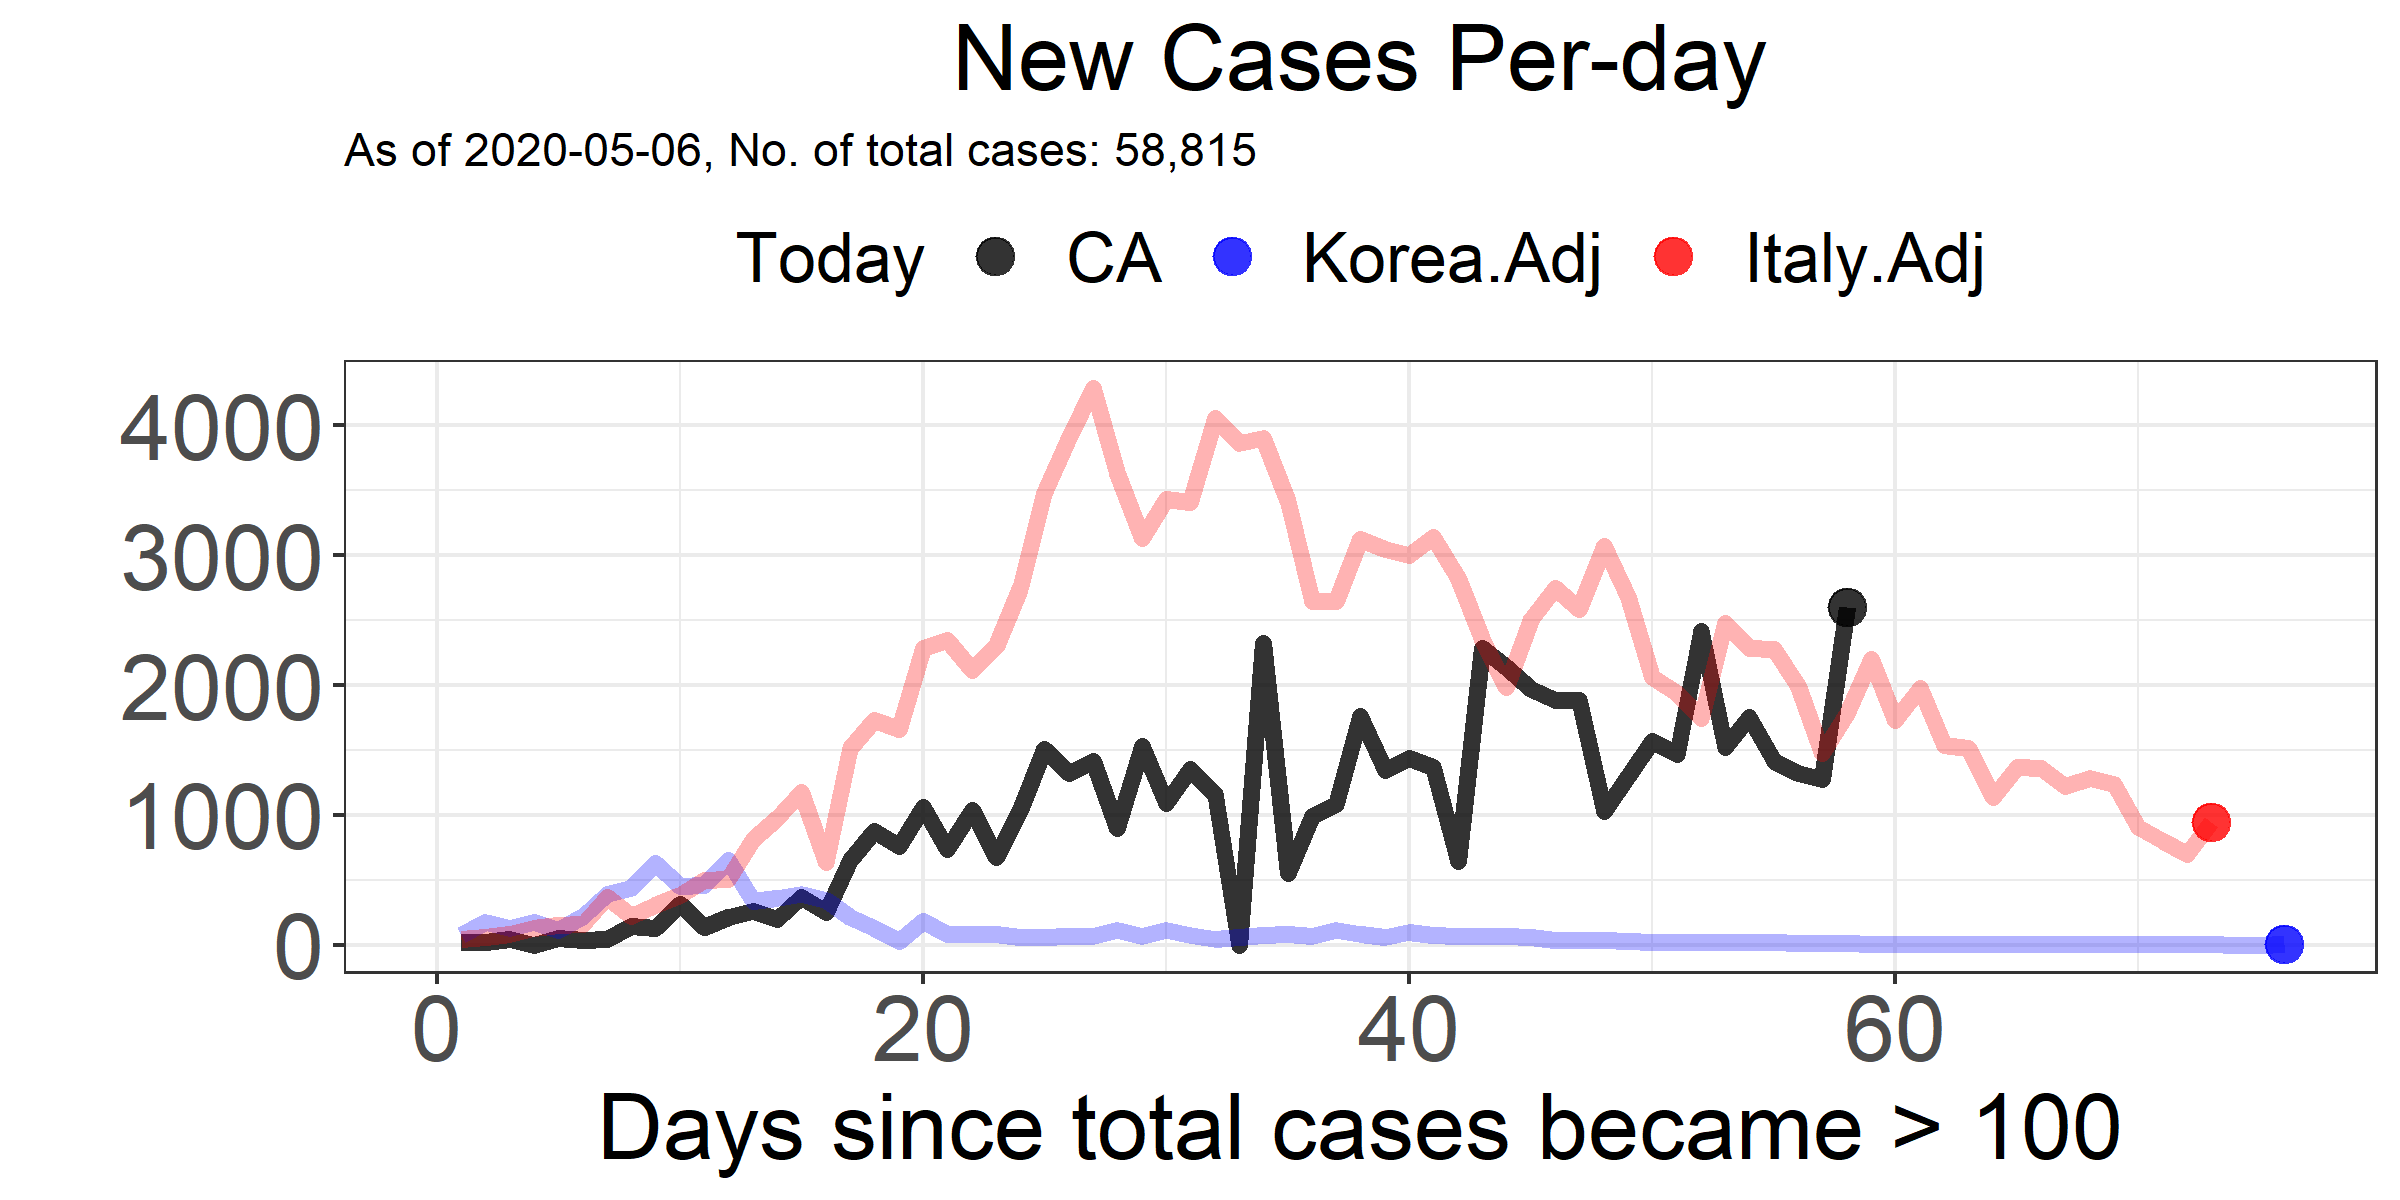 New Cases Per-day
As of 2020-05-06, No. of total cases: 58,815
Today CA Korea.Adj Italy.Adj
4000
3000
2000
1000
0
0 20 40 60
Days since total cases became > 100